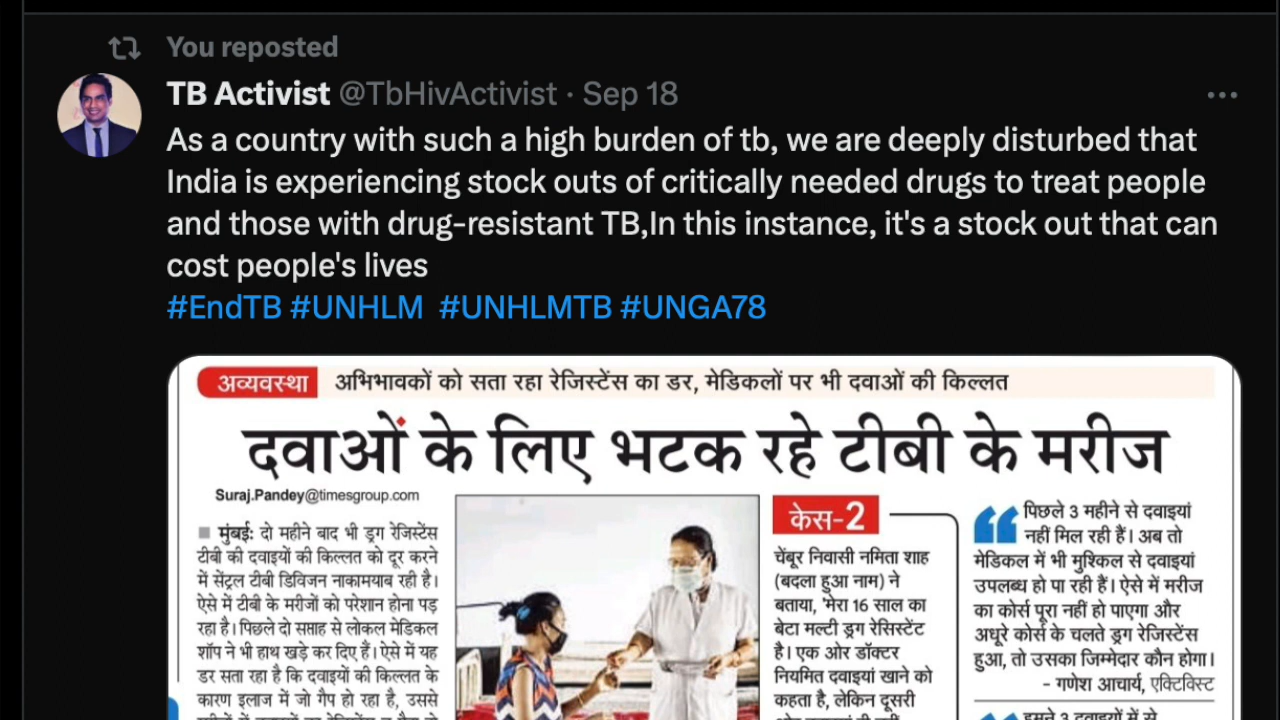 You reposted
TB Activist @TbHivActivist · Sep 18
As a country with such a high burden of tb, we are deeply disturbed that
India is experiencing stock outs of critically needed drugs to treat people
and those with drug-resistant TB,In this instance, it's a stock out that can
cost people's lives
#EndTB #UNHLM #UNHLMTB #UNGA78
अव्यवस्था अभिभावकों को सता रहा रेजिस्टेंस का डर, मेडिकलों पर भी दवाओं की किल्लत
दवाओं के लिए भटक रहे टीबी के मरीज
Suraj.Pandey@timesgroup.com
मुंबई: दो महीने बाद भी ड्रग रेजिस्टेंस
टीबी की दवाइयों की किल्लत को दूर करने
में सेंट्रल टीबी डिविजन नाकामयाब रही है।
ऐसे में टीबी के मरीजों को परेशान होना पड़
रहा है। पिछले दो सप्ताह से लोकल मेडिकल
शॉप ने भी हाथ खड़े कर दिए हैं। ऐसे में यह
डर सता रहा है कि दवाइयों की किल्लत के
कारण इलाज में जो गैप हो रहा है, उससे
केस-2
चेंबूर निवासी नमिता शाह
(बदला हुआ नाम) ने
बताया, 'मेरा 16 साल का
बेटा मल्टी ड्रग रेसिस्टेंट
है। एक ओर डॉक्टर
नियमित दवाइयां खाने को
कहता है, लेकिन दूसरी
पिछले 3 महीने से दवाइयां
नहीं मिल रही हैं। अब तो
मेडिकल में भी मुश्किल से दवाइयां
उपलब्ध हो पा रही हैं। ऐसे में मरीज
का कोर्स पूरा नहीं हो पाएगा और
अधूरे कोर्स के चलते ड्रग रेजिस्टेंस
हुआ, तो उसका जिम्मेदार कौन होगा।
- गणेश आचार्य, एक्टिविस्ट
हमने 3 दवाइयों में से